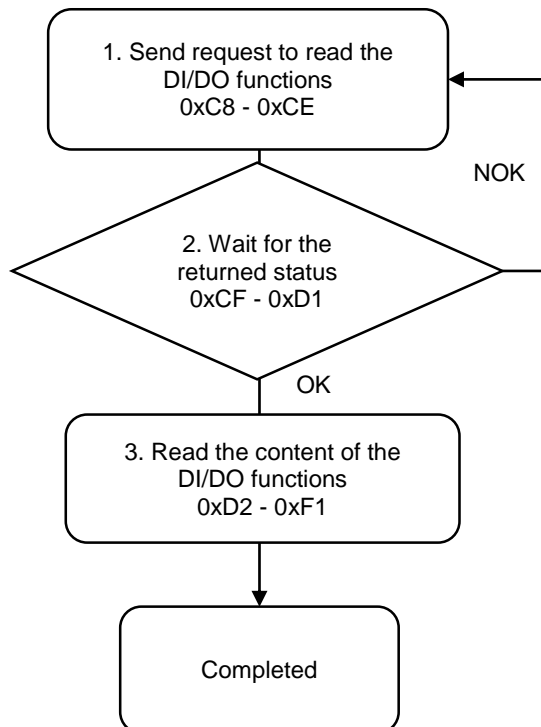 1. Send request to read the
DI/DO functions
0xC8 - 0xCE
NOK
2. Wait for the
returned status
0xCF - 0xD1
OK
3. Read the content of the
DI/DO functions
0xD2 - 0xF1
Completed